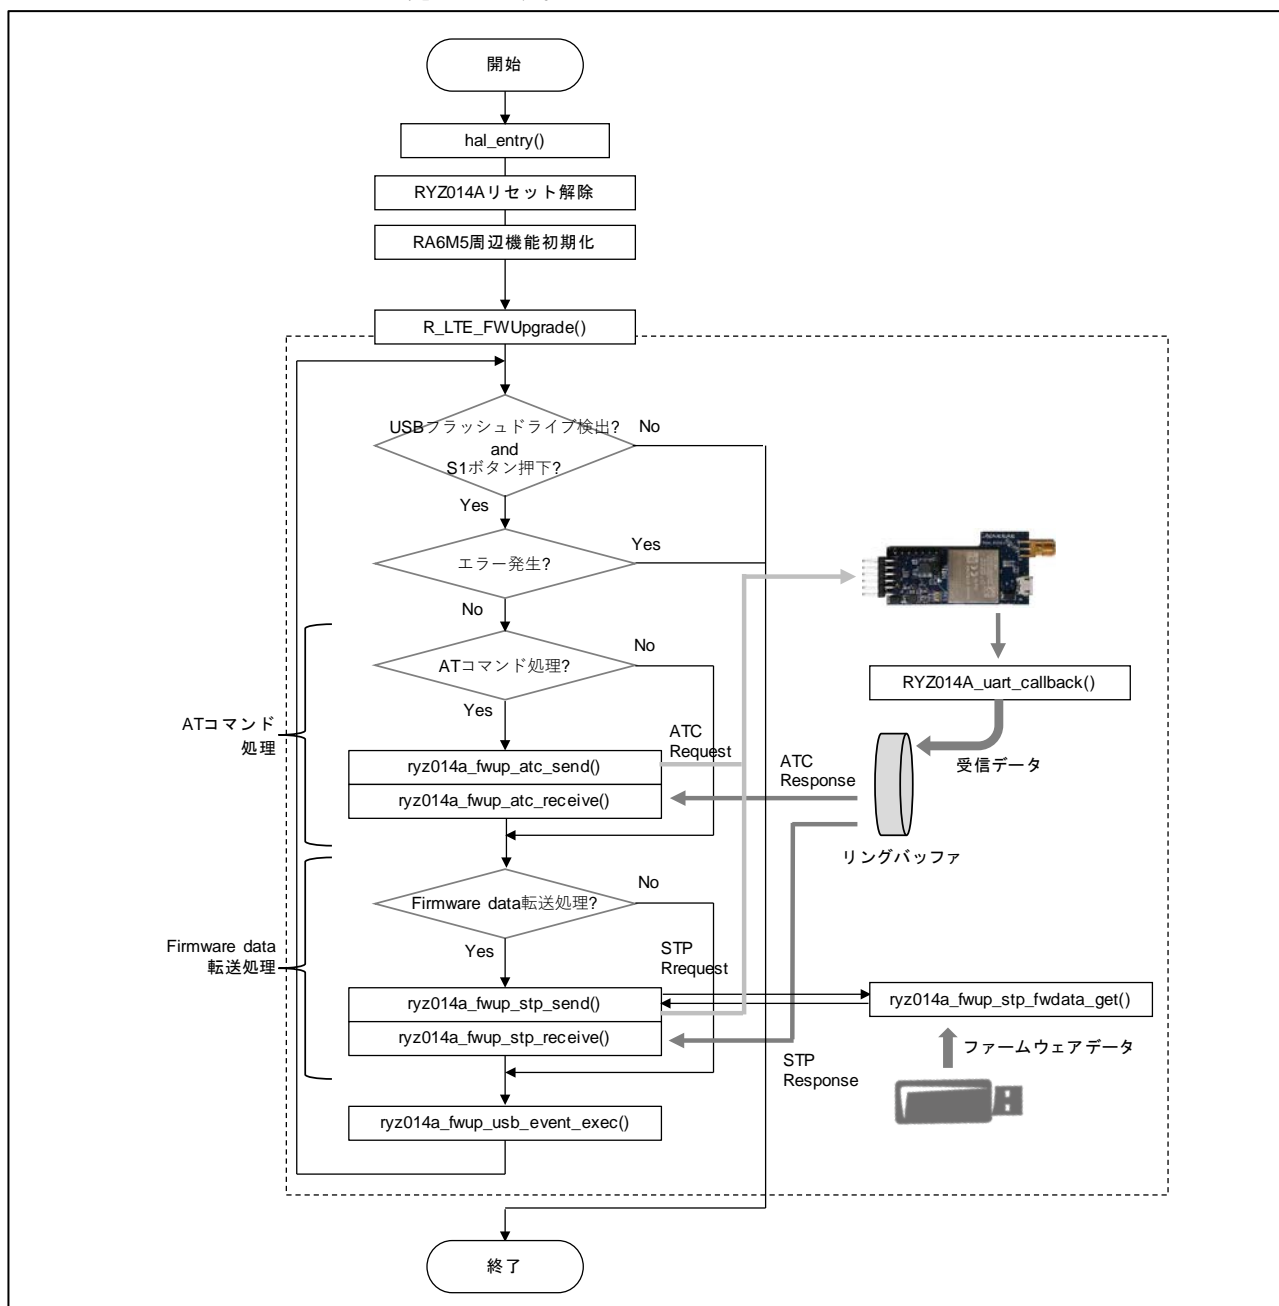 開始
hal_entry()
RYZ014Aリセット解除
RA6M5周辺機能初期化
R_LTE_FWUpgrade()
USBフラッシュドライブ検出?
and
S1ボタン押下?
No
Yes
エラー発生?
Yes
No
ATコマンド処理?
No
Yes
ATコマンド
処理
ATC
Request
ryz014a_fwup_atc_send()
ryz014a_fwup_atc_receive()
ATC
Response
RYZ014A_uart_callback()
受信データ
リングバッファ
Firmware data転送処理?
No
Yes
Firmware data
転送処理
STP
Rrequest
ryz014a_fwup_stp_send()
ryz014a_fwup_stp_receive()
ryz014a_fwup_stp_fwdata_get()
ファームウェアデータ
STP
Response
ryz014a_fwup_usb_event_exec()
終了